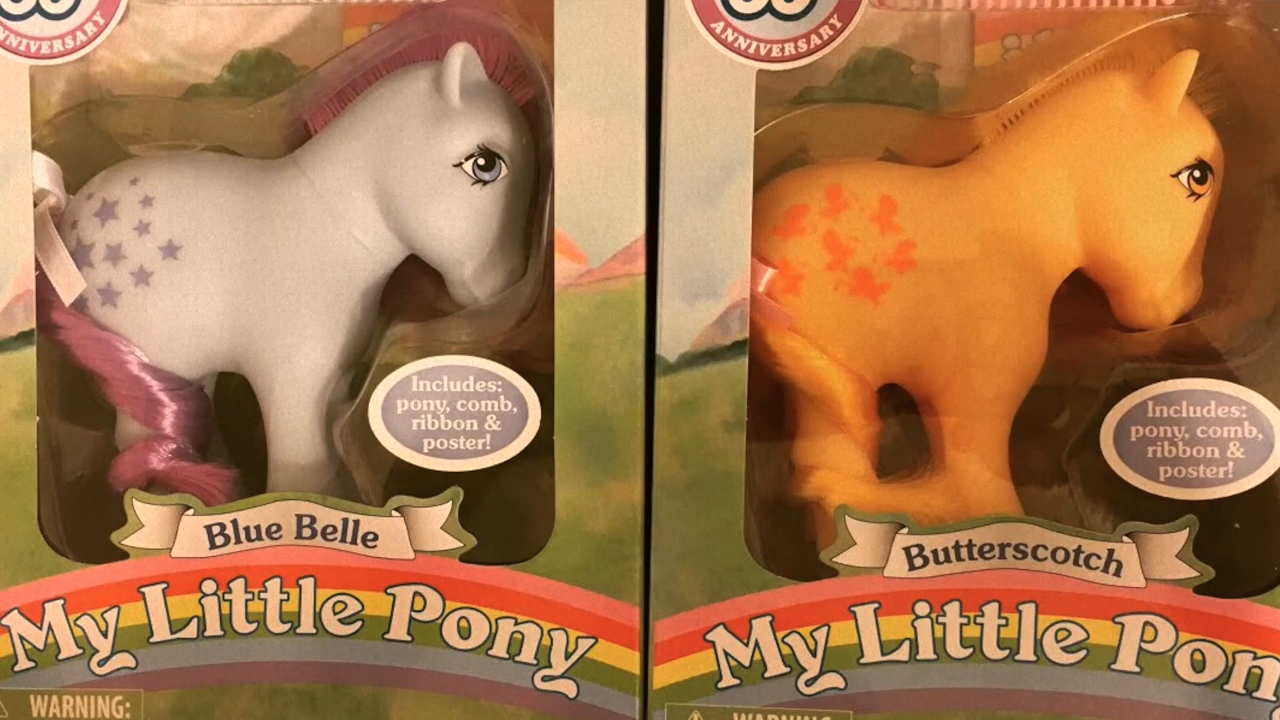 ANNIVERSARY
Includes:
pony, comb,
ribbon &
poster!
Blue Belle
My Little Pony
WARNING:
ANNIVERSARY
Includes:
pony, comb,
ribbon &
poster!
Butterscotch
My Little Pon
WARNING: